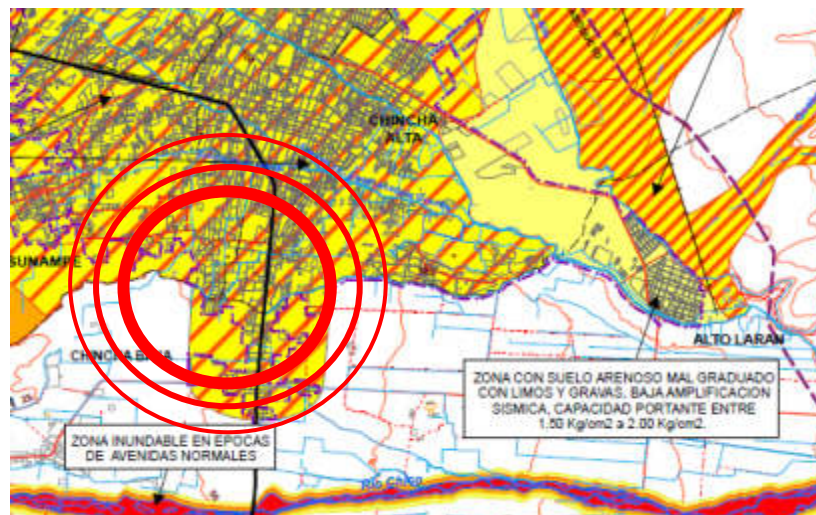 CHINCHA
ALTA
SUNAMPE
CHINCHA BAJA
ALTO LARAN
ZONA CON SUELO ARENOSO MAL GRADUADO
CON LIMOS Y GRAVAS, BAJA AMPLIFICACION
SISMICA, CAPACIDAD PORTANTE ENTRE
1.50 Kg/cm2 a 2.00 Kg/cm2.
ZONA INUNDABLE EN EPOCAS
DE AVENIDAS NORMALES
Rio Chico